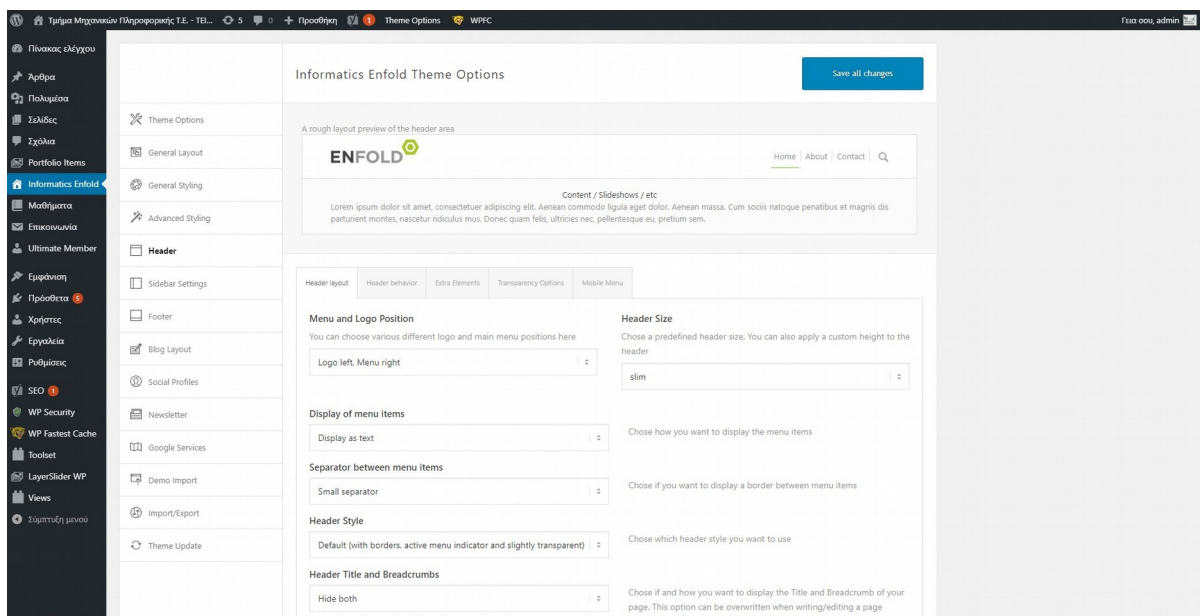 Τμήμα Μηχανικών Πληροφορικής Τ.Ε. - ΤΕΙ... 5 0 Προσθήκη 1 Theme Options WPFC Γεια σου, admin
Πίνακας ελέγχου
Άρθρα
Πολυμέσα
Σελίδες
Σχόλια
Portfolio Items
Informatics Enfold
Μαθήματα
Επικοινωνία
Ultimate Member
Εμφάνιση
Πρόσθετα 5
Χρήστες
Εργαλεία
Ρυθμίσεις
SEO 1
WP Security
WP Fastest Cache
Toolset
LayerSlider WP
Views
Σύμπτυξη μενού
Theme Options
General Layout
General Styling
Advanced Styling
Header
Sidebar Settings
Footer
Blog Layout
Social Profiles
Newsletter
Google Services
Demo Import
Import/Export
Theme Update
Informatics Enfold Theme Options
Save all changes
A rough layout preview of the header area
ENFOLD
Home About Contact
Content / Slideshows / etc
Lorem ipsum dolor sit amet, consectetuer adipiscing elit. Aenean commodo ligula eget dolor. Aenean massa. Cum sociis natoque penatibus et magnis dis
parturient montes, nascetur ridiculus mus. Donec quam felis, ultricies nec, pellentesque eu, pretium sem.
Header layout Header behavior Extra Elements Transparency Options Mobile Menu
Menu and Logo Position
You can choose various different logo and main menu positions here
Logo left, Menu right
Header Size
Chose a predefined header size. You can also apply a custom height to the
header
slim
Display of menu items
Display as text
Chose how you want to display the menu items
Separator between menu items
Small separator
Chose if you want to display a border between menu items
Header Style
Default (with borders, active menu indicator and slightly transparent)
Chose which header style you want to use
Header Title and Breadcrumbs
Hide both
Chose if and how you want to display the Title and Breadcrumb of your
page. This option can be overwritten when writing/editing a page